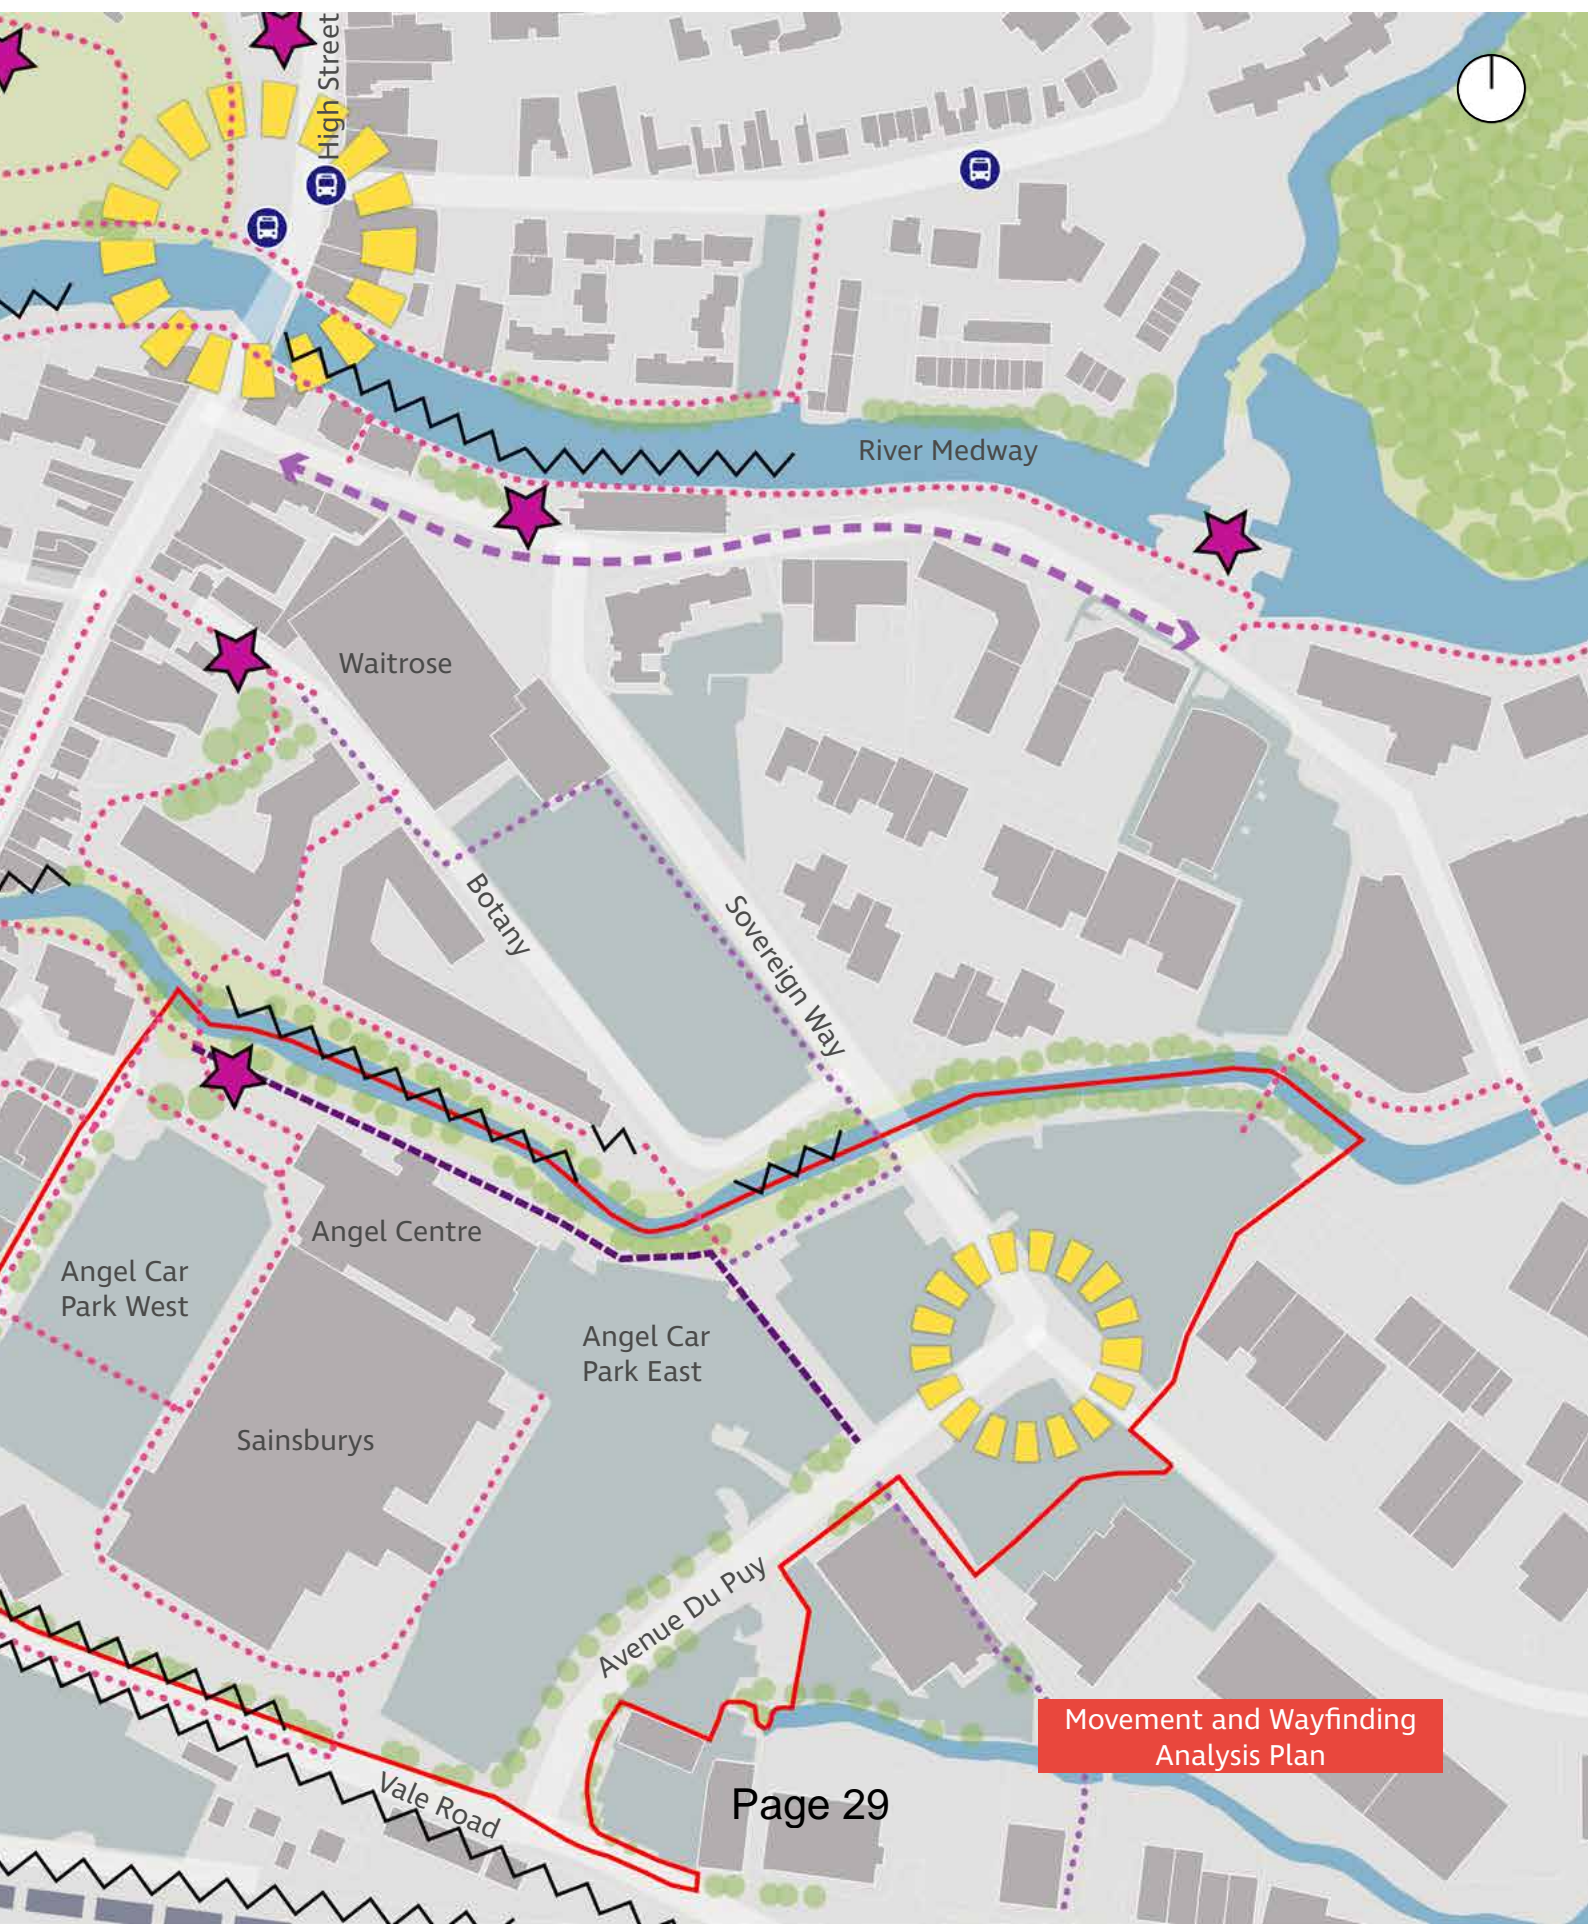 High Street
River Medway
Waitrose
Botany
Sovereign Way
Angel Centre
Angel Car
Park West
Angel Car
Park East
Sainsburys
Avenue Du Puy
Movement and Wayfinding
Analysis Plan
Vale Road
Page 29